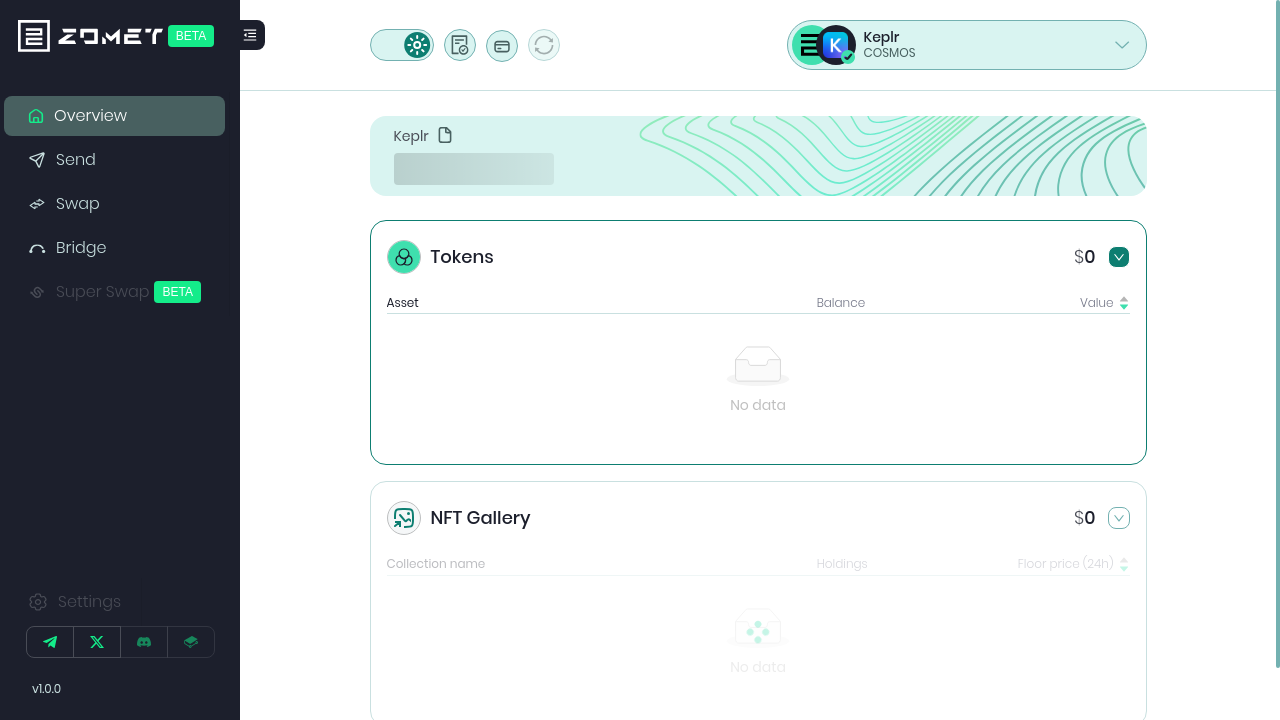 ZOMET BETA
Overview
Send
Swap
Bridge
Super Swap BETA
Settings
v1.0.0
Keplr
COSMOS
Keplr
Tokens
$0
Asset Balance Value
No data
NFT Gallery
$0
Collection name Holdings Floor price (24h)
No data